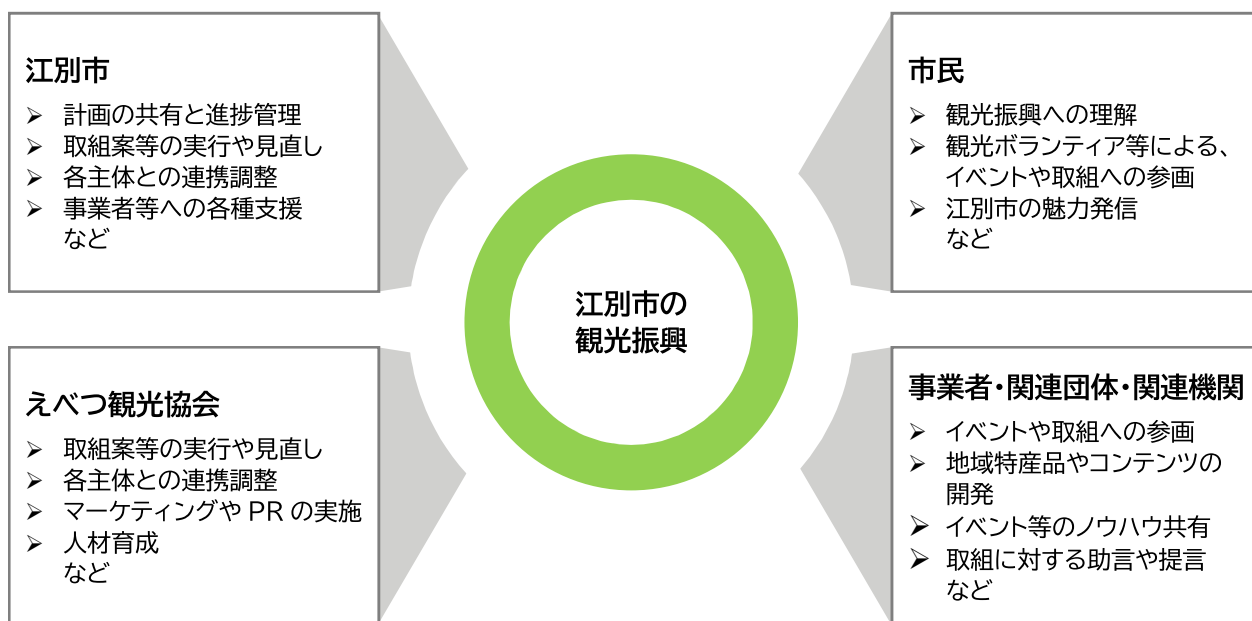 江別市
➢ 計画の共有と進捗管理
➢ 取組案等の実行や見直し
➢ 各主体との連携調整
➢ 事業者等への各種支援
など
市民
➢ 観光振興への理解
➢ 観光ボランティア等による、
イベントや取組への参画
➢ 江別市の魅力発信
など
江別市の
観光振興
えべつ観光協会
➢ 取組案等の実行や見直し
➢ 各主体との連携調整
➢ マーケティングや PR の実施
➢ 人材育成
など
事業者・関連団体・関連機関
➢ イベントや取組への参画
➢ 地域特産品やコンテンツの
開発
➢ イベント等のノウハウ共有
➢ 取組に対する助言や提言
など